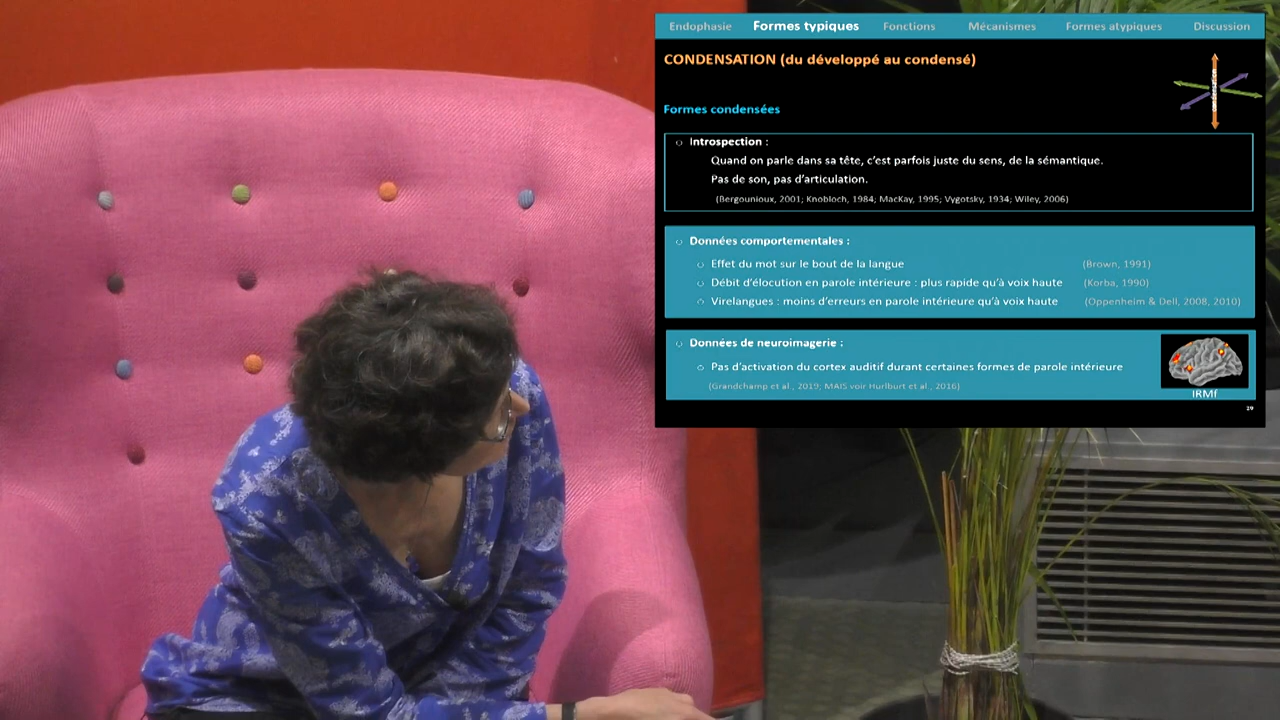 Endophasie Formes typiques Fonctions Mécanismes Formes atypiques Discussion
CONDENSATION (du développé au condensé)
Formes condensées
Introspection :
Quand on parle dans sa tête, c'est parfois juste du sens, de la sémantique.
Pas de son, pas d'articulation.
(Bergounioux, 2001; Knobloch, 1984; MacKay, 1995; Vygotsky, 1934; Wiley, 2006)
Données comportementales :
Effet du mot sur le bout de la langue (Brown, 1991)
Débit d'élocution en parole intérieure : plus rapide qu'à voix haute (Korba, 1990)
Virelangues : moins d'erreurs en parole intérieure qu'à voix haute (Oppenheim & Dell, 2008, 2010)
Données de neuroimagerie :
Pas d'activation du cortex auditif durant certaines formes de parole intérieure
(Grandchamp et al., 2019; MAIS voir Hurlburt et al., 2016)
IRMf
29